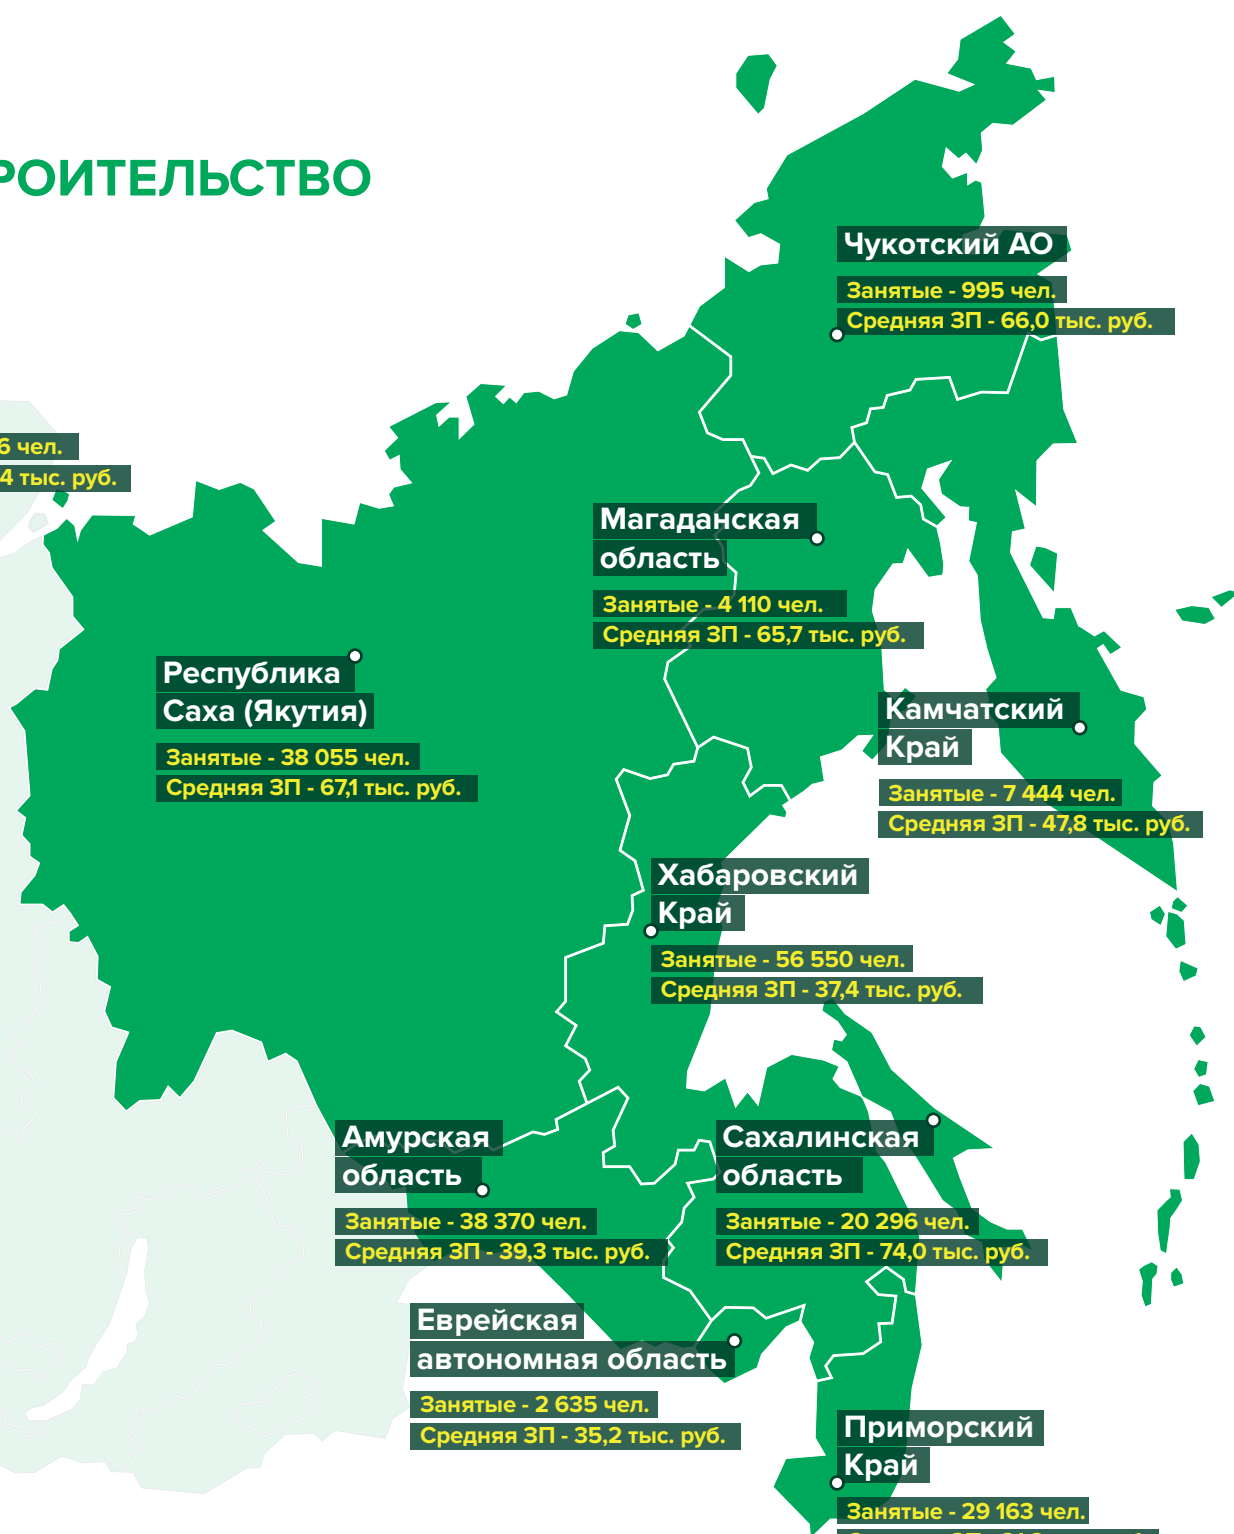 РОИТЕЛЬСТВО
Чукотский АО
Занятые - 995 чел.
Средняя ЗП - 66,0 тыс. руб.
6 чел.
4 тыс. руб.
Магаданская
область
Занятые - 4 110 чел.
Средняя ЗП - 65,7 тыс. руб.
Республика
Саха (Якутия)
Занятые - 38 055 чел.
Средняя ЗП - 67,1 тыс. руб.
Камчатский
Край
Занятые - 7 444 чел.
Средняя ЗП - 47,8 тыс. руб.
Хабаровский
Край
Занятые - 56 550 чел.
Средняя ЗП - 37,4 тыс. руб.
Амурская
область
Занятые - 38 370 чел.
Средняя ЗП - 39,3 тыс. руб.
Сахалинская
область
Занятые - 20 296 чел.
Средняя ЗП - 74,0 тыс. руб.
Еврейская
автономная область
Занятые - 2 635 чел.
Средняя ЗП - 35,2 тыс. руб.
Приморский
Край
Занятые - 29 163 чел.